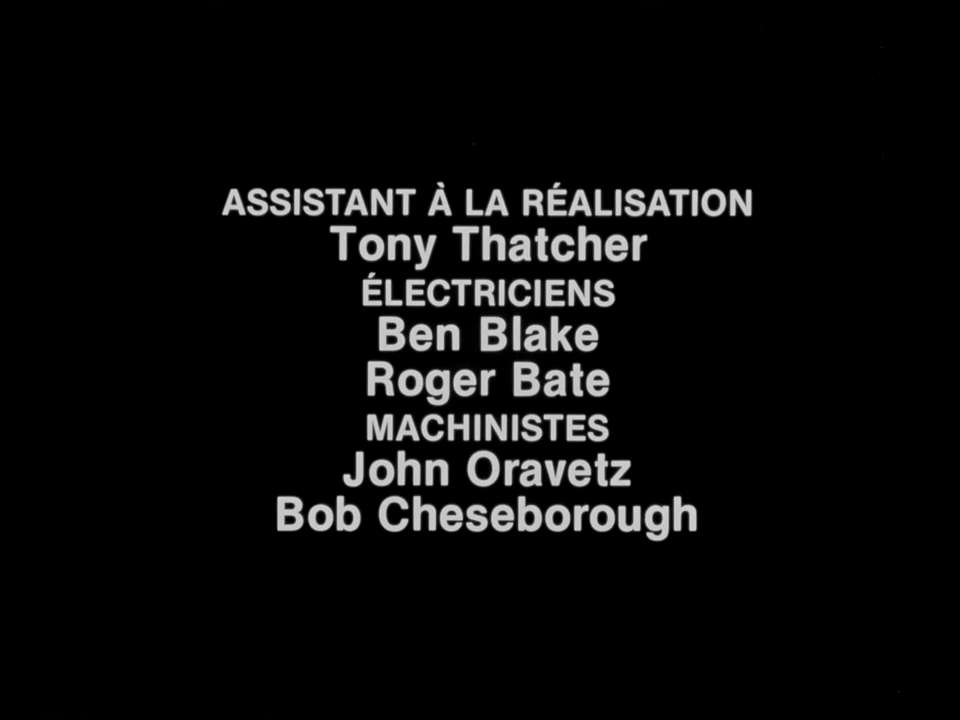 ASSISTANT À LA RÉALISATION
Tony Thatcher
ÉLECTRICIENS
Ben Blake
Roger Bate
MACHINISTES
John Oravetz
Bob Cheseborough